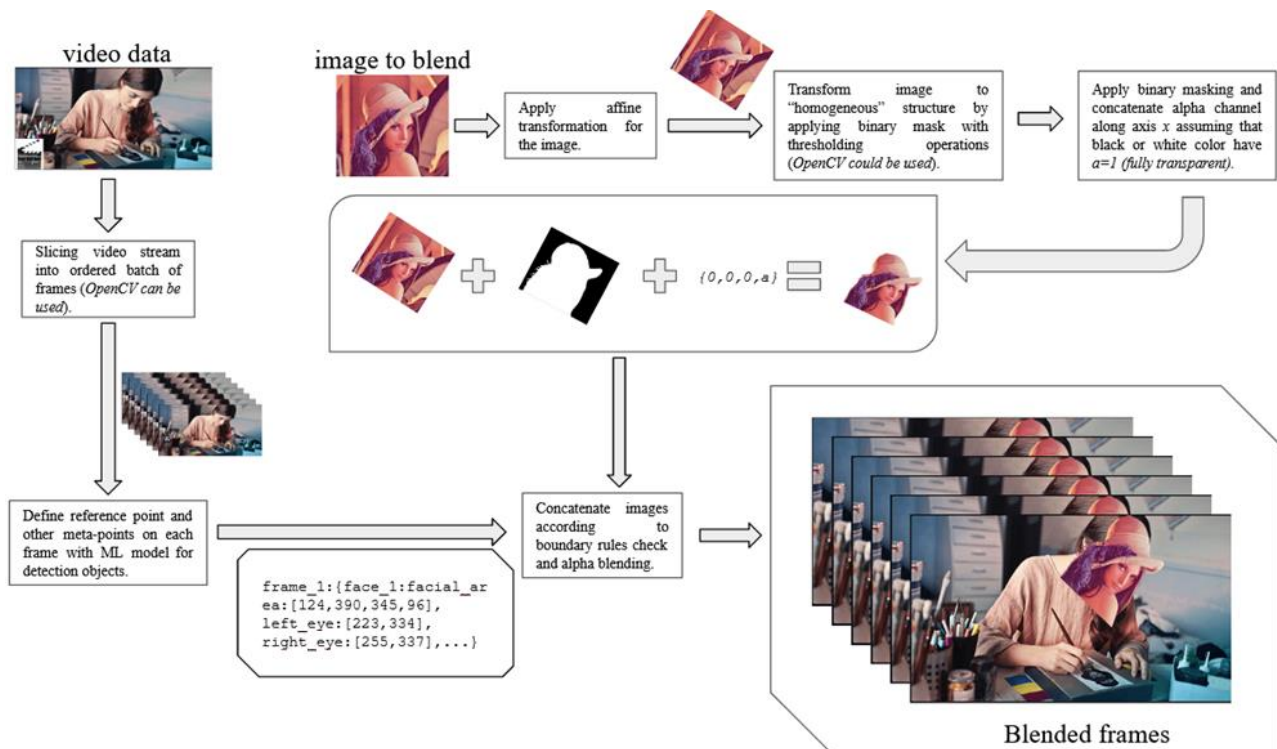 video data
image to blend
Apply affine
transformation for
the image.
Transform image to
“homogeneous” structure by
applying binary mask with
thresholding operations
(OpenCV could be used).
Apply binary masking and
concatenate alpha channel
along axis x assuming that
black or white color have
a=1 (fully transparent).
Slicing video stream
into ordered batch of
frames (OpenCV can be
used).
{0,0,0,a}
Define reference point and
other meta-points on each
frame with ML model for
detection objects.
frame_1:{face_1:facial_ar
ea:[124,390,345,96],
left_eye:[223,334],
right_eye:[255,337],...}
Concatenate images
according to
boundary rules check
and alpha blending.
Blended frames